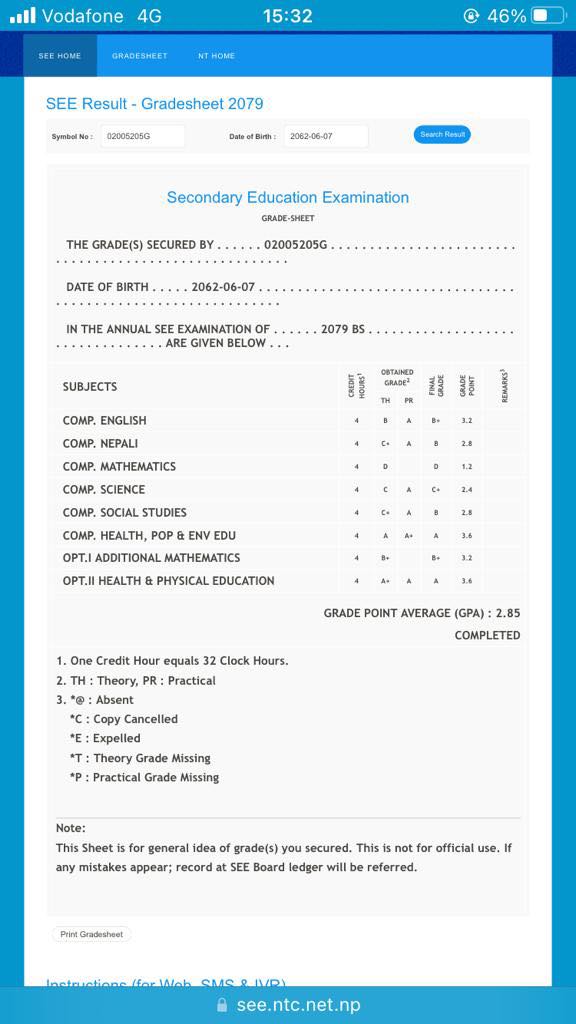 Vodafone 4G 15:32 46%
SEE HOME GRADESHEET NT HOME
SEE Result - Gradesheet 2079
Symbol No : 02005205G Date of Birth : 2062-06-07 Search Result
Secondary Education Examination
GRADE-SHEET
THE GRADE(S) SECURED BY . . . . . . 02005205G . . . . . . . . . . . . . . . . . . . . . . . .
. . . . . . . . . . . . . . . . . . . . . . . . . . . . . .
DATE OF BIRTH . . . . . 2062-06-07 . . . . . . . . . . . . . . . . . . . . . . . . . . . . . . . . .
. . . . . . . . . . . . . . . . . . . . . . . . . . . . .
IN THE ANNUAL SEE EXAMINATION OF . . . . . . 2079 BS . . . . . . . . . . . . . . . . . . .
. . . . . . . . . . . . . . ARE GIVEN BELOW . . .
SUBJECTS CREDIT HOURS¹ OBTAINED GRADE² TH PR FINAL GRADE GRADE POINT REMARKS³
COMP. ENGLISH 4 B A B+ 3.2
COMP. NEPALI 4 C+ A B 2.8
COMP. MATHEMATICS 4 D D 1.2
COMP. SCIENCE 4 C A C+ 2.4
COMP. SOCIAL STUDIES 4 C+ A B 2.8
COMP. HEALTH, POP & ENV EDU 4 A A+ A 3.6
OPT.I ADDITIONAL MATHEMATICS 4 B+ B+ 3.2
OPT.II HEALTH & PHYSICAL EDUCATION 4 A+ A A 3.6
GRADE POINT AVERAGE (GPA) : 2.85
COMPLETED
1. One Credit Hour equals 32 Clock Hours.
2. TH : Theory, PR : Practical
3. *@ : Absent
*C : Copy Cancelled
*E : Expelled
*T : Theory Grade Missing
*P : Practical Grade Missing
Note:
This Sheet is for general idea of grade(s) you secured. This is not for official use. If
any mistakes appear; record at SEE Board ledger will be referred.
Print Gradesheet
Instructions (for Web, SMS & IVR)
see.ntc.net.np